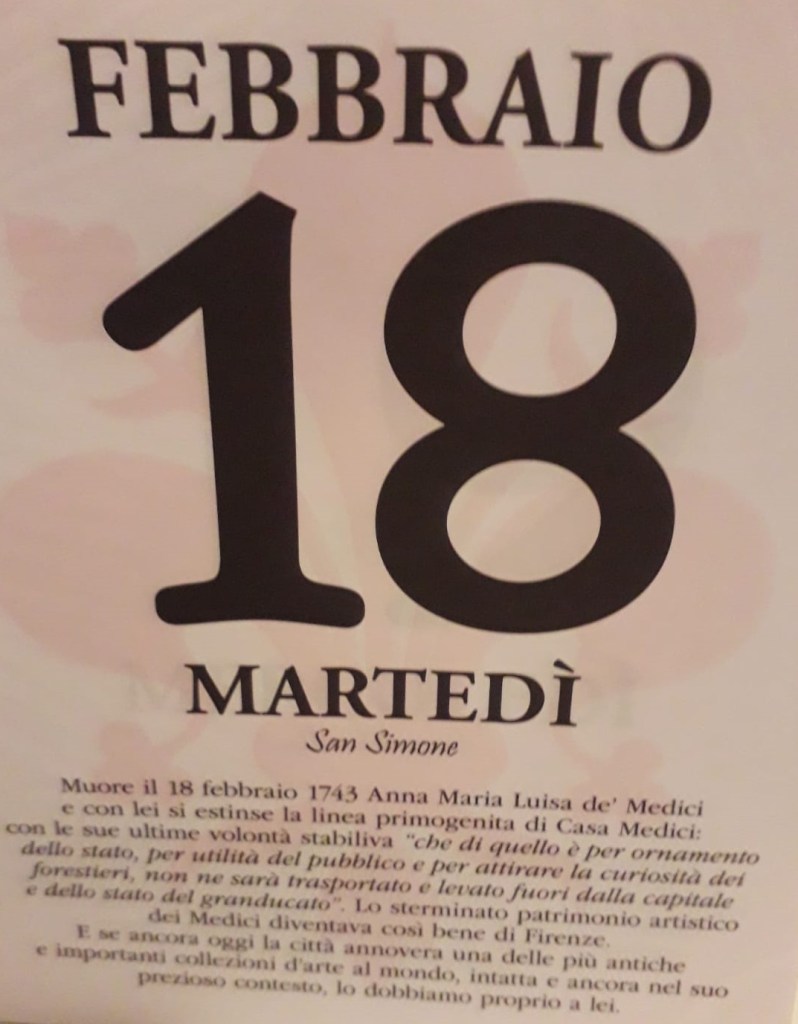 FEBBRAIO
18
MARTEDÌ
San Simone
Muore il 18 febbraio 1743 Anna Maria Luisa de' Medici
e con lei si estinse la linea primogenita di Casa Medici:
con le sue ultime volontà stabiliva "che di quello è per ornamento
dello stato, per utilità del pubblico e per attirare la curiosità dei
forestieri, non ne sarà trasportato e levato fuori dalla capitale
e dello stato del granducato". Lo sterminato patrimonio artistico
dei Medici diventava così bene di Firenze.
E se ancora oggi la città annovera una delle più antiche
e importanti collezioni d'arte al mondo, intatta e ancora nel suo
prezioso contesto, lo dobbiamo proprio a lei.